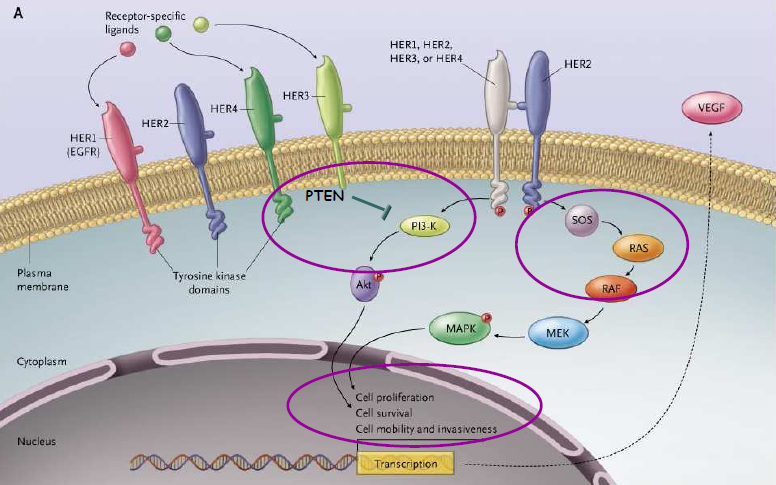 A
Receptor-specific
ligands
HER1, HER2,
HER3, or HER4
HER2
HER3
HER4
HER2
HER1
(EGFR)
VEGF
PTEN
P
P
PI3-K
SOS
RAS
Plasma
membrane
Tyrosine kinase
domains
Akt
P
RAF
MAPK
P
MEK
Cytoplasm
Cell proliferation
Cell survival
Cell mobility and invasiveness
Nucleus
Transcription